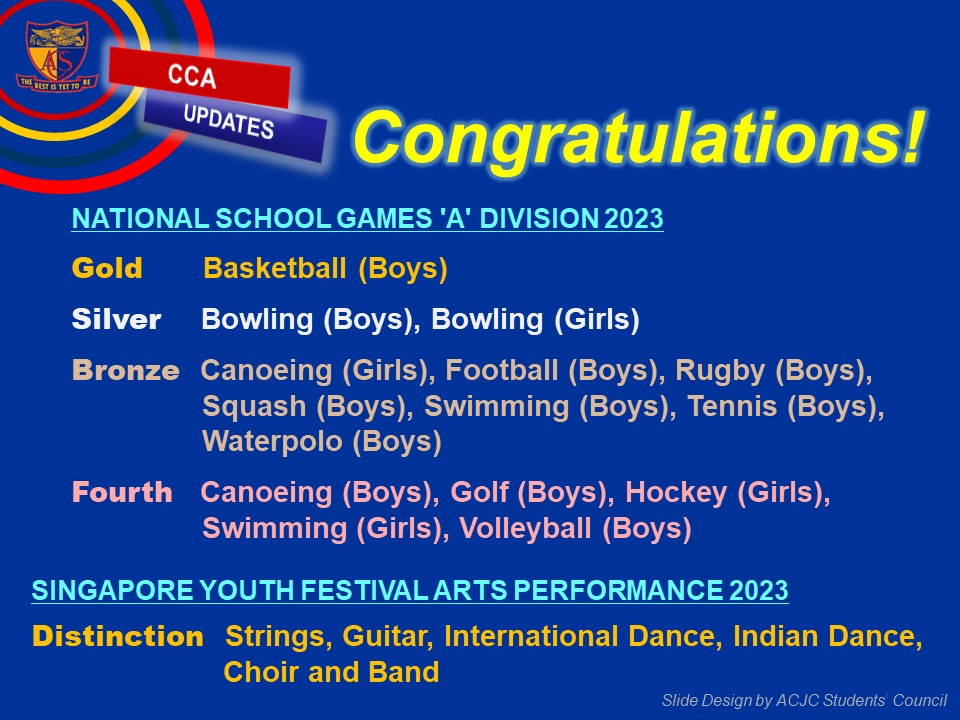 ACS
THE BEST IS YET TO BE
CCA
UPDATES
Congratulations!
NATIONAL SCHOOL GAMES 'A' DIVISION 2023
Gold Basketball (Boys)
Silver Bowling (Boys), Bowling (Girls)
Bronze Canoeing (Girls), Football (Boys), Rugby (Boys),
Squash (Boys), Swimming (Boys), Tennis (Boys),
Waterpolo (Boys)
Fourth Canoeing (Boys), Golf (Boys), Hockey (Girls),
Swimming (Girls), Volleyball (Boys)
SINGAPORE YOUTH FESTIVAL ARTS PERFORMANCE 2023
Distinction Strings, Guitar, International Dance, Indian Dance,
Choir and Band
Slide Design by ACJC Students' Council